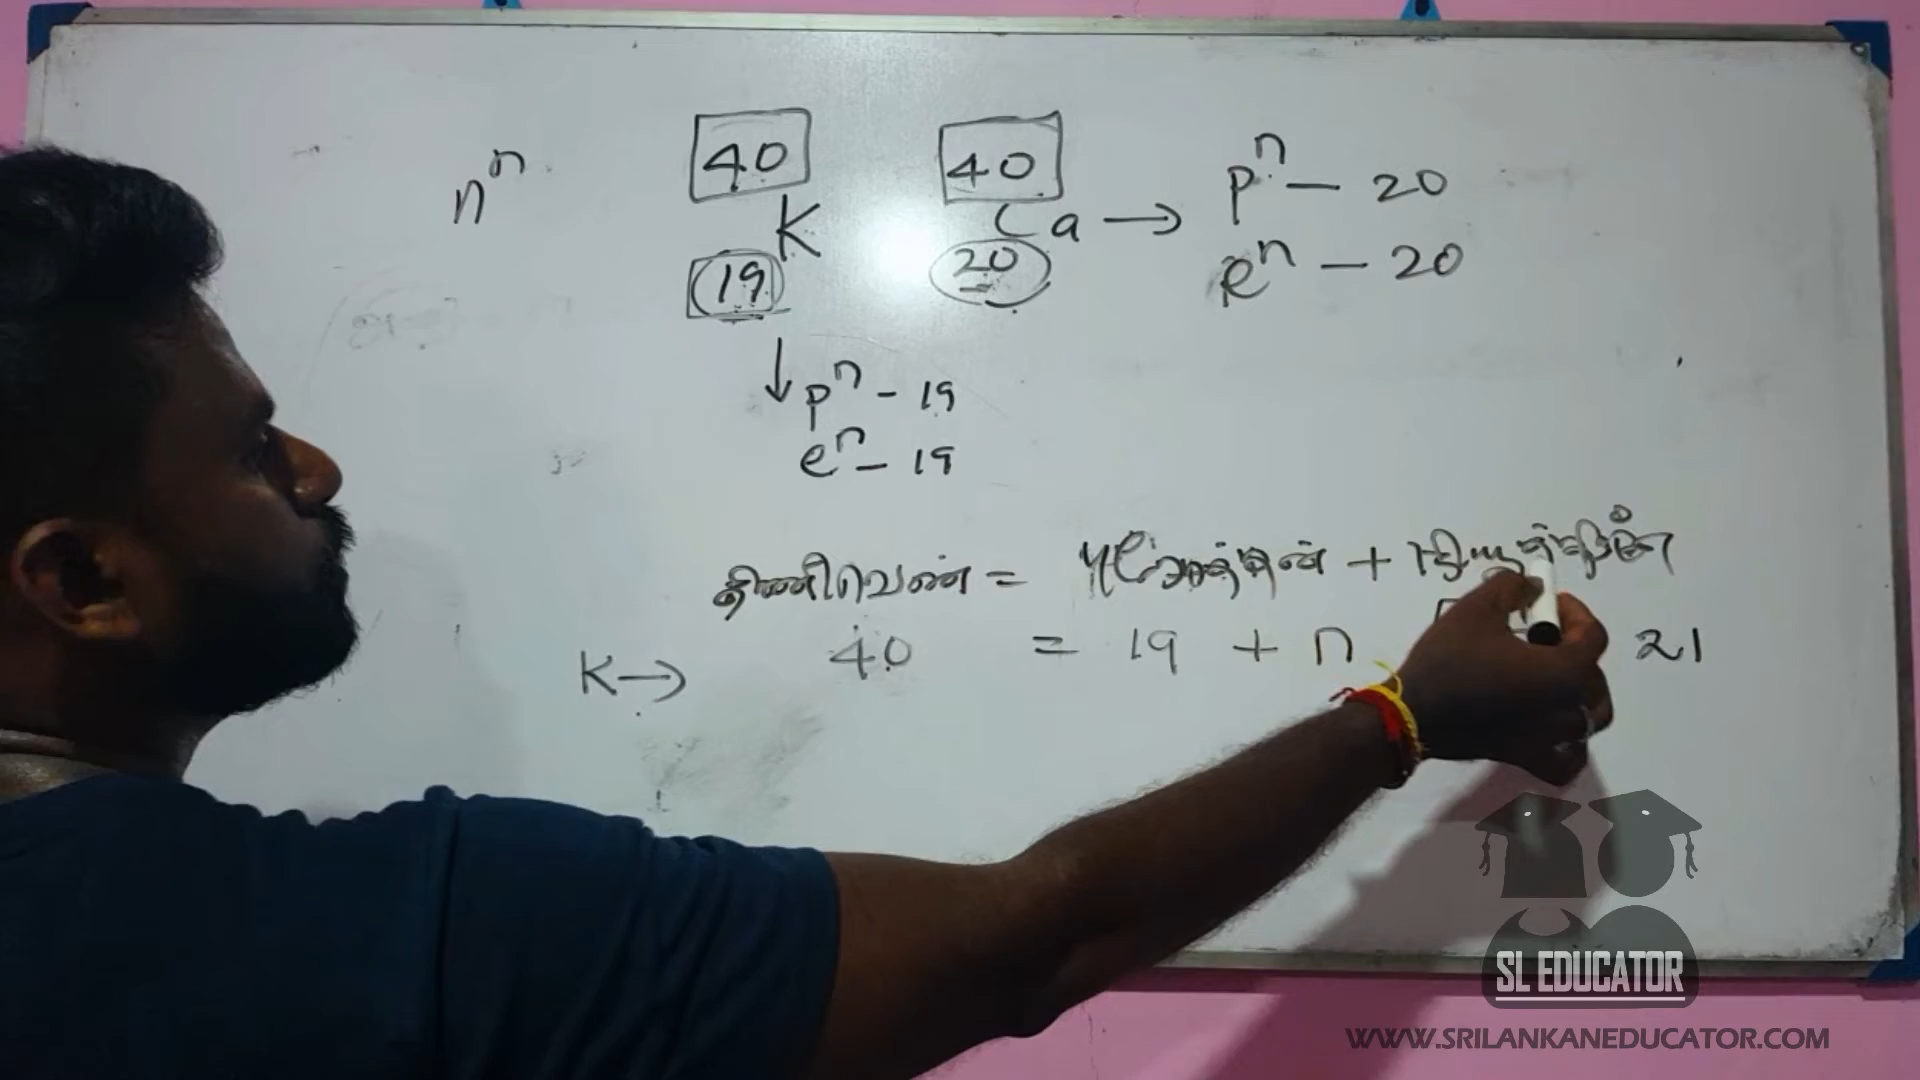 nⁿ
40
K
19
40
Ca → pⁿ – 20
20
eⁿ – 20
↓ pⁿ – 19
eⁿ – 19
திணிவெண் = புரோத்தன் +
K → 40 = 19 + n
21
SL EDUCATOR
WWW.SRILANKANEDUCATOR.COM